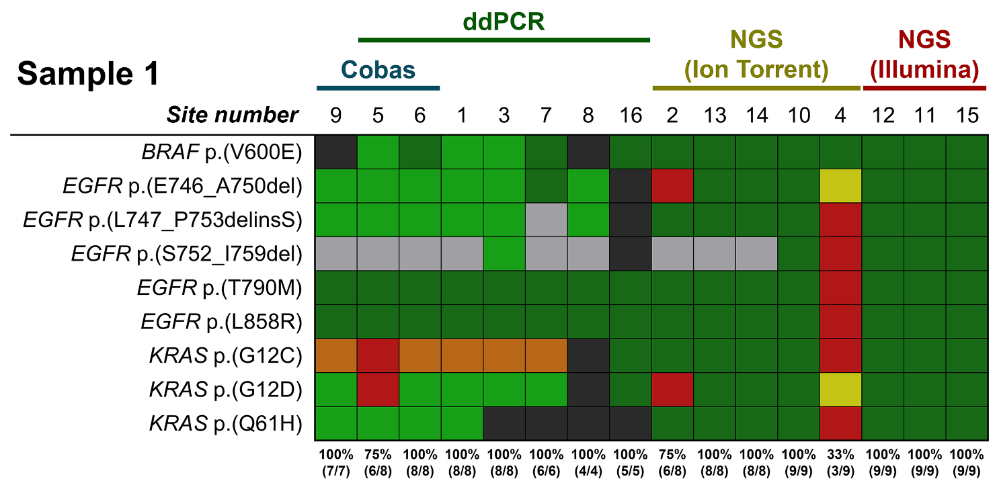 ddPCR
NGS
(Ion Torrent)
NGS
(Illumina)
Cobas
Sample 1
Site number 9 5 6 1 3 7 8 16 2 13 14 10 4 12 11 15
BRAF p.(V600E)
EGFR p.(E746_A750del)
EGFR p.(L747_P753delinsS)
EGFR p.(S752_I759del)
EGFR p.(T790M)
EGFR p.(L858R)
KRAS p.(G12C)
KRAS p.(G12D)
KRAS p.(Q61H)
100% 75% 100% 100% 100% 100% 100% 100% 75% 100% 100% 100% 33% 100% 100% 100%
(7/7) (6/8) (8/8) (8/8) (8/8) (6/6) (4/4) (5/5) (6/8) (8/8) (8/8) (9/9) (3/9) (9/9) (9/9) (9/9)